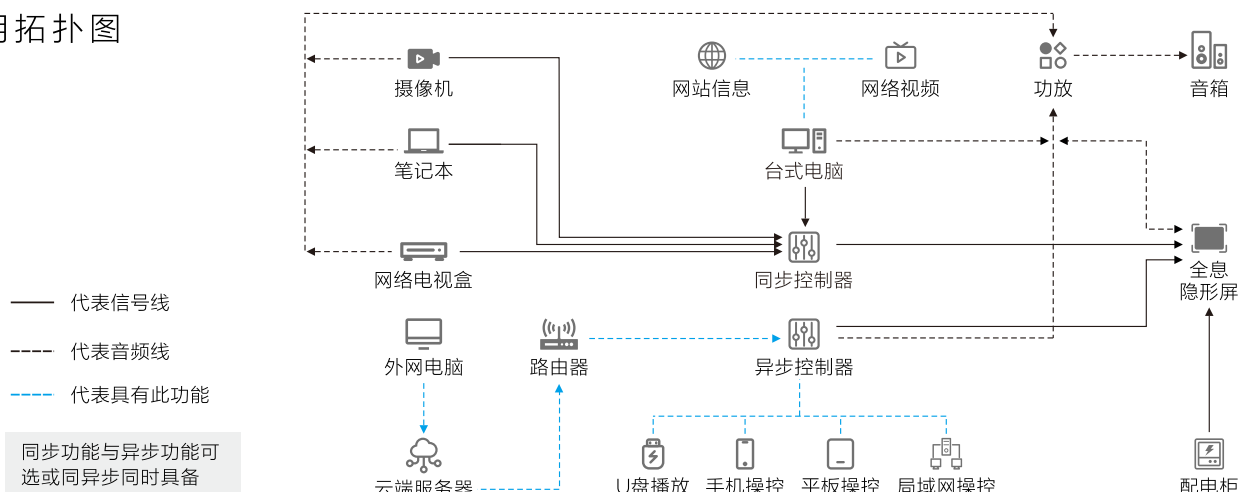 用拓扑图
摄像机
网站信息
网络视频
功放
音箱
笔记本
台式电脑
网络电视盒
同步控制器
全息
隐形屏
代表信号线
代表音频线
代表具有此功能
外网电脑
路由器
异步控制器
同步功能与异步功能可
选或同异步同时具备
云端服务器
U盘播放
手机操控
平板操控
局域网操控
配电柜